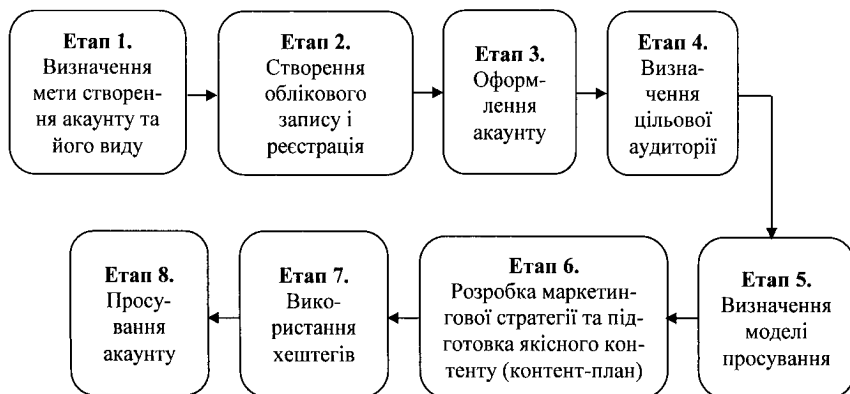 Етап 1.
Визначення
мети створен-
ня акаунту та
його виду
Етап 2.
Створення
облікового
запису і
реєстрація
Етап 3.
Оформ-
лення
акаунту
Етап 4.
Визна-
чення
цільової
аудиторії
Етап 5.
Визначення
моделі
просування
Етап 6.
Розробка маркетин-
гової стратегії та під-
готовка якісного кон-
тенту (контент-план)
Етап 7.
Вико-
ристання
хештегів
Етап 8.
Просу-
вання
акаунту